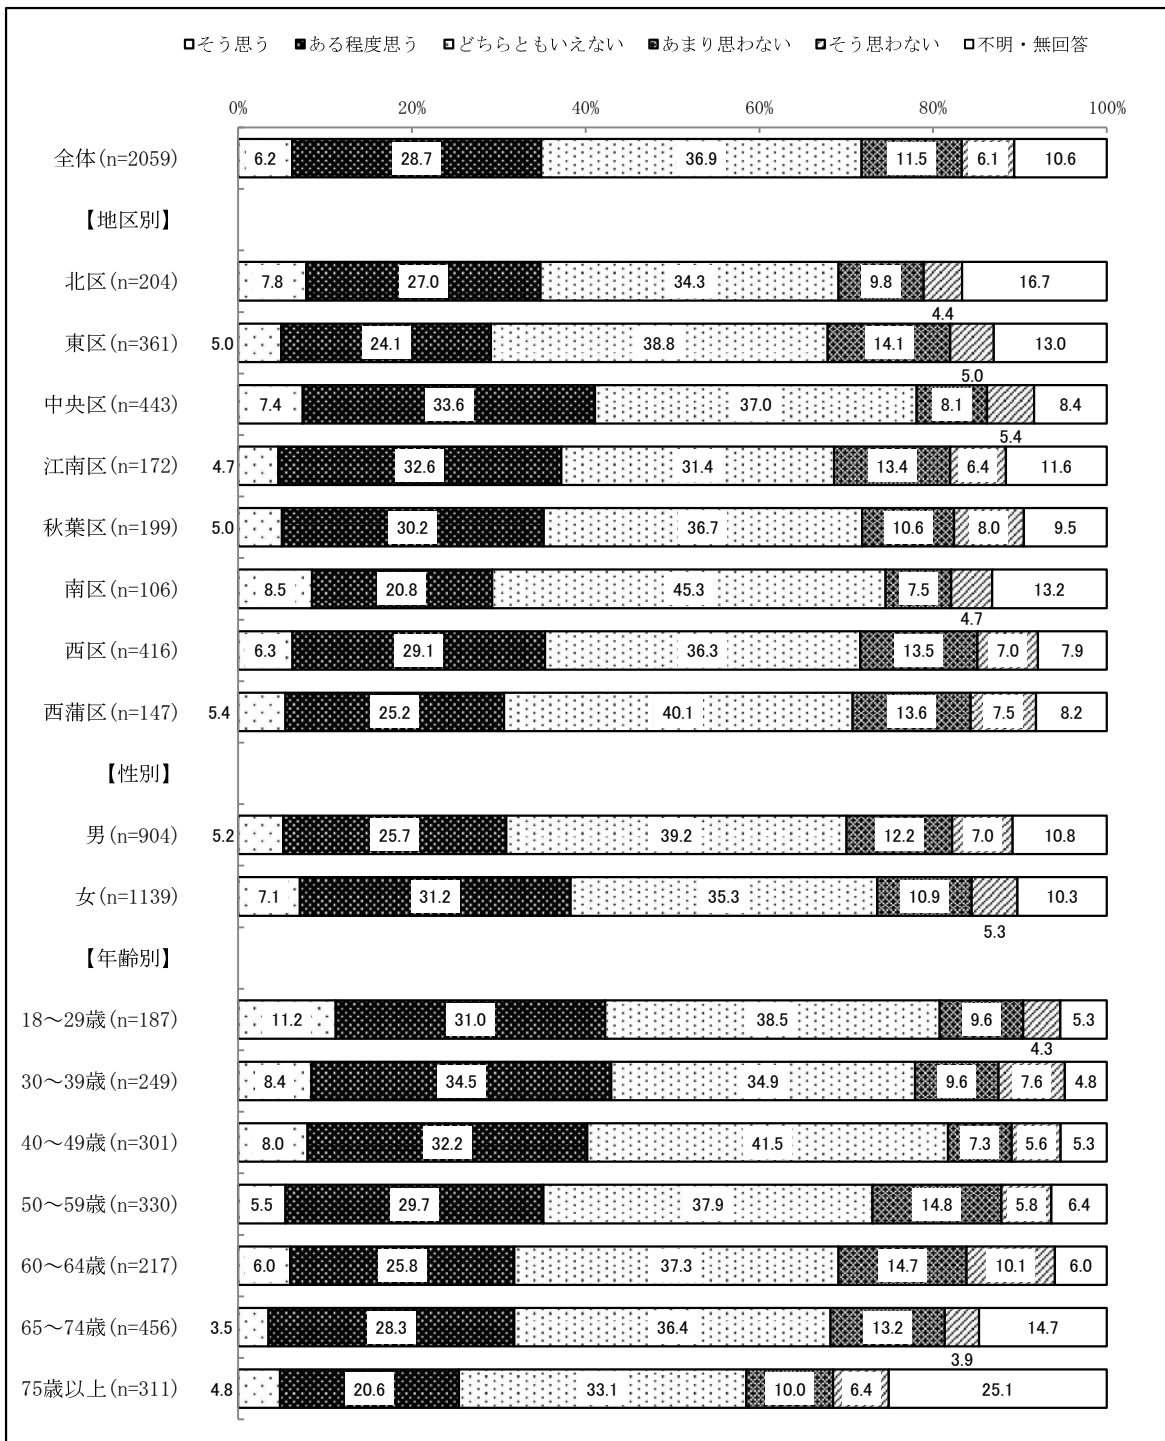 そう思う ある程度思う どちらともいえない あまり思わない そう思わない 不明・無回答
0% 20% 40% 60% 80% 100%
全体(n=2059) 6.2 28.7 36.9 11.5 6.1 10.6
【地区別】
北区(n=204) 7.8 27.0 34.3 9.8 4.4 16.7
東区(n=361) 5.0 24.1 38.8 14.1 5.0 13.0
中央区(n=443) 7.4 33.6 37.0 8.1 5.4 8.4
江南区(n=172) 4.7 32.6 31.4 13.4 6.4 11.6
秋葉区(n=199) 5.0 30.2 36.7 10.6 8.0 9.5
南区(n=106) 8.5 20.8 45.3 7.5 4.7 13.2
西区(n=416) 6.3 29.1 36.3 13.5 7.0 7.9
西蒲区(n=147) 5.4 25.2 40.1 13.6 7.5 8.2
【性別】
男(n=904) 5.2 25.7 39.2 12.2 7.0 10.8
女(n=1139) 7.1 31.2 35.3 10.9 5.3 10.3
【年齢別】
18～29歳(n=187) 11.2 31.0 38.5 9.6 4.3 5.3
30～39歳(n=249) 8.4 34.5 34.9 9.6 7.6 4.8
40～49歳(n=301) 8.0 32.2 41.5 7.3 5.6 5.3
50～59歳(n=330) 5.5 29.7 37.9 14.8 5.8 6.4
60～64歳(n=217) 6.0 25.8 37.3 14.7 10.1 6.0
65～74歳(n=456) 3.5 28.3 36.4 13.2 3.9 14.7
75歳以上(n=311) 4.8 20.6 33.1 10.0 6.4 25.1